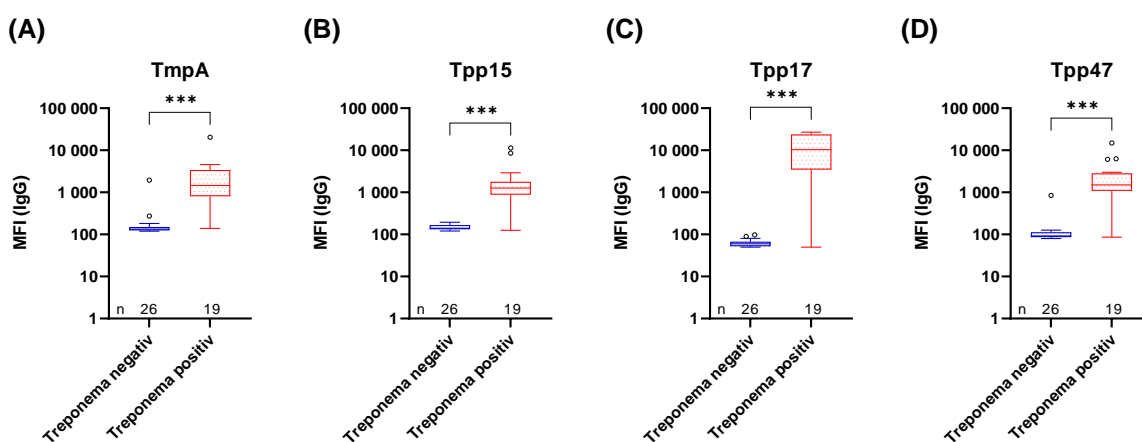 (A)
TmpA
MFI (IgG)
100 000
10 000
1 000
100
10
1
***
n 26 19
Treponema negativ
Treponema positiv
(B)
Tpp15
MFI (IgG)
100 000
10 000
1 000
100
10
1
***
n 26 19
Treponema negativ
Treponema positiv
(C)
Tpp17
MFI (IgG)
100 000
10 000
1 000
100
10
1
***
n 26 19
Treponema negativ
Treponema positiv
(D)
Tpp47
MFI (IgG)
100 000
10 000
1 000
100
10
1
***
n 26 19
Treponema negativ
Treponema positiv